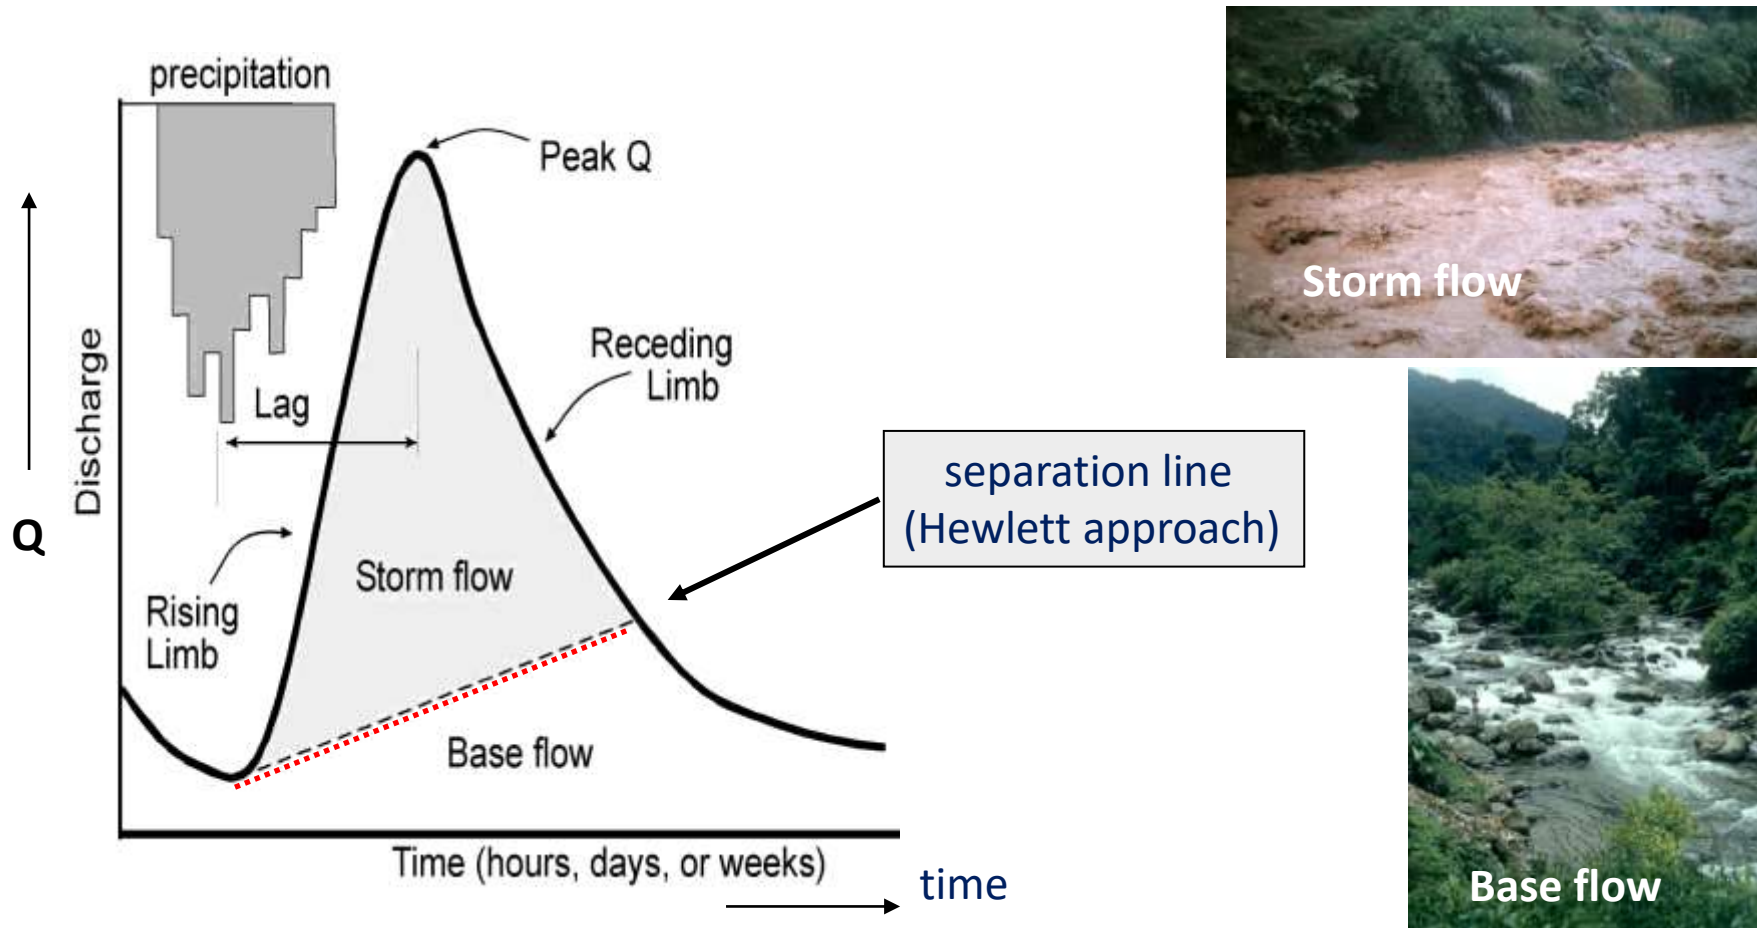 precipitation
Peak Q
Discharge
Q
Lag
Receding
Limb
separation line
(Hewlett approach)
Rising
Limb
Storm flow
Base flow
Time (hours, days, or weeks)
time
Storm flow
Base flow